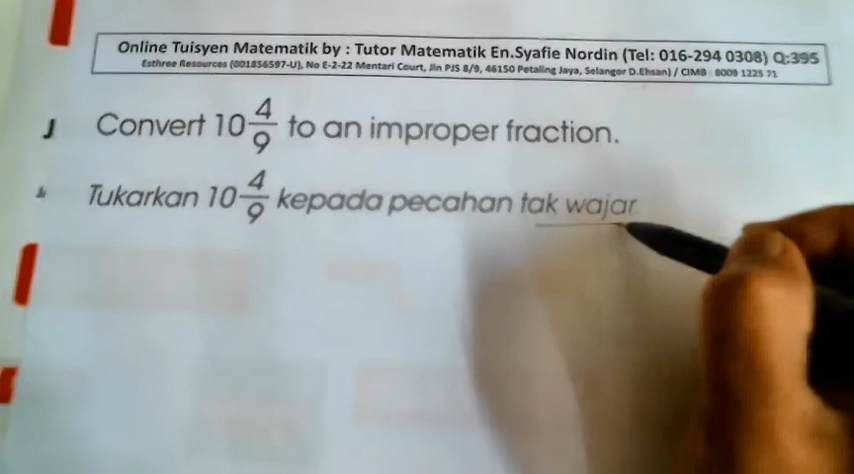 Online Tuisyen Matematik by : Tutor Matematik En.Syafie Nordin (Tel: 016-294 0308) Q:395
Esthree Resources (001856597-U), No E-2-22 Mentari Court, Jln PJS 8/9, 46150 Petaling Jaya, Selangor D.Ehsan) / CIMB : 8009 1225 71
Convert 10 4/9 to an improper fraction.
Tukarkan 10 4/9 kepada pecahan tak wajar